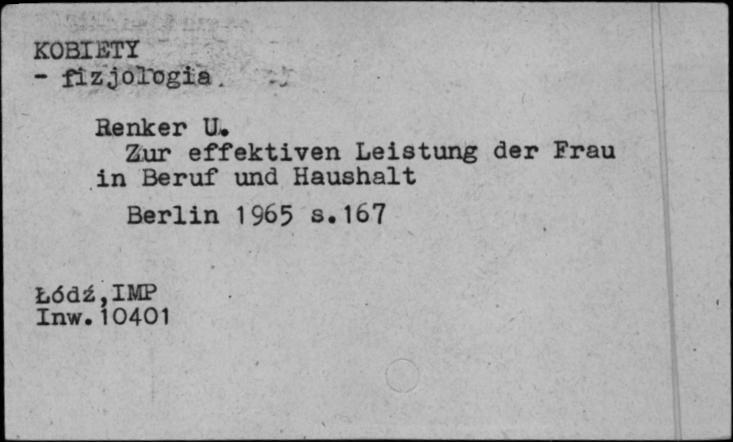 KOBIETY
- fizjologia
Renker U.
Zur effektiven Leistung der Frau
in Beruf und Haushalt
Berlin 1965 s.167
Łódź,IMP
Inw.10401